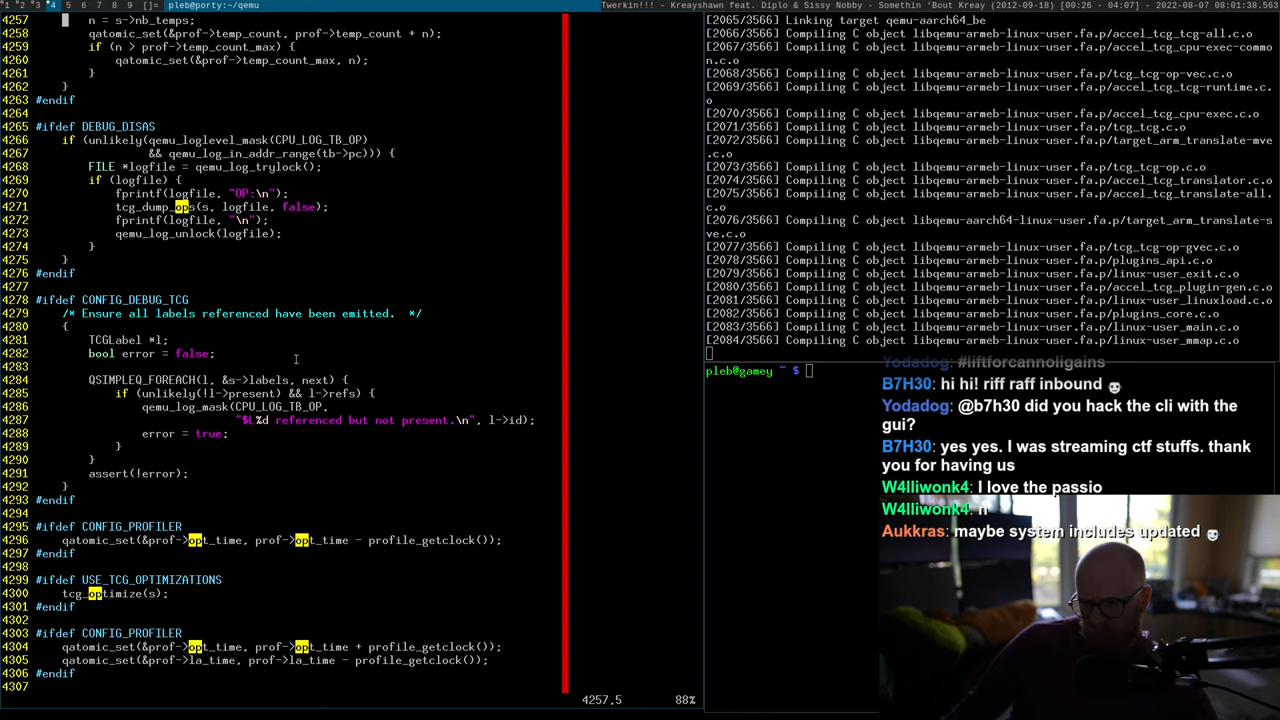 1 2 3 4 5 6 7 8 9 []= pleb@porty:~/qemu
Twerkin!!! - Kreayshawn feat. Diplo & Sissy Nobby - Somethin 'Bout Kreay (2012-09-18) [00:26 - 04:07] - 2022-08-07 08:01:38.563
4257 n = s->nb_temps;
4258 qatomic_set(&prof->temp_count, prof->temp_count + n);
4259 if (n > prof->temp_count_max) {
4260 qatomic_set(&prof->temp_count_max, n);
4261 }
4262 }
4263 #endif
4264
4265 #ifdef DEBUG_DISAS
4266 if (unlikely(qemu_loglevel_mask(CPU_LOG_TB_OP)
4267 && qemu_log_in_addr_range(tb->pc))) {
4268 FILE *logfile = qemu_log_trylock();
4269 if (logfile) {
4270 fprintf(logfile, "OP:\n");
4271 tcg_dump_ops(s, logfile, false);
4272 fprintf(logfile, "\n");
4273 qemu_log_unlock(logfile);
4274 }
4275 }
4276 #endif
4277
4278 #ifdef CONFIG_DEBUG_TCG
4279 /* Ensure all labels referenced have been emitted.  */
4280 {
4281 TCGLabel *l;
4282 bool error = false;
4283
4284 QSIMPLEQ_FOREACH(l, &s->labels, next) {
4285 if (unlikely(!l->present) && l->refs) {
4286 qemu_log_mask(CPU_LOG_TB_OP,
4287 "$L%d referenced but not present.\n", l->id);
4288 error = true;
4289 }
4290 }
4291 assert(!error);
4292 }
4293 #endif
4294
4295 #ifdef CONFIG_PROFILER
4296 qatomic_set(&prof->opt_time, prof->opt_time - profile_getclock());
4297 #endif
4298
4299 #ifdef USE_TCG_OPTIMIZATIONS
4300 tcg_optimize(s);
4301 #endif
4302
4303 #ifdef CONFIG_PROFILER
4304 qatomic_set(&prof->opt_time, prof->opt_time + profile_getclock());
4305 qatomic_set(&prof->la_time, prof->la_time - profile_getclock());
4306 #endif
4307
4257,5 88%
[2065/3566] Linking target qemu-aarch64_be
[2066/3566] Compiling C object libqemu-armeb-linux-user.fa.p/accel_tcg_tcg-all.c.o
[2067/3566] Compiling C object libqemu-armeb-linux-user.fa.p/accel_tcg_cpu-exec-commo
n.c.o
[2068/3566] Compiling C object libqemu-armeb-linux-user.fa.p/tcg_tcg-op-vec.c.o
[2069/3566] Compiling C object libqemu-armeb-linux-user.fa.p/accel_tcg_tcg-runtime.c.
o
[2070/3566] Compiling C object libqemu-armeb-linux-user.fa.p/accel_tcg_cpu-exec.c.o
[2071/3566] Compiling C object libqemu-armeb-linux-user.fa.p/tcg_tcg.c.o
[2072/3566] Compiling C object libqemu-armeb-linux-user.fa.p/target_arm_translate-mve
.c.o
[2073/3566] Compiling C object libqemu-armeb-linux-user.fa.p/tcg_tcg-op.c.o
[2074/3566] Compiling C object libqemu-armeb-linux-user.fa.p/accel_tcg_translator.c.o
[2075/3566] Compiling C object libqemu-armeb-linux-user.fa.p/accel_tcg_translate-all.
c.o
[2076/3566] Compiling C object libqemu-aarch64-linux-user.fa.p/target_arm_translate-s
ve.c.o
[2077/3566] Compiling C object libqemu-armeb-linux-user.fa.p/tcg_tcg-op-gvec.c.o
[2078/3566] Compiling C object libqemu-armeb-linux-user.fa.p/plugins_api.c.o
[2079/3566] Compiling C object libqemu-armeb-linux-user.fa.p/linux-user_exit.c.o
[2080/3566] Compiling C object libqemu-armeb-linux-user.fa.p/accel_tcg_plugin-gen.c.o
[2081/3566] Compiling C object libqemu-armeb-linux-user.fa.p/linux-user_linuxload.c.o
[2082/3566] Compiling C object libqemu-armeb-linux-user.fa.p/plugins_core.c.o
[2083/3566] Compiling C object libqemu-armeb-linux-user.fa.p/linux-user_main.c.o
[2084/3566] Compiling C object libqemu-armeb-linux-user.fa.p/linux-user_mmap.c.o
pleb@gamey ~ $
Yodadog: #liftforcannoligains
B7H30: hi hi! riff raff inbound
Yodadog: @b7h30 did you hack the cli with the
gui?
B7H30: yes yes. I was streaming ctf stuffs. thank
you for having us
W4lliwonk4: I love the passio
W4lliwonk4: n
Aukkras: maybe system includes updated